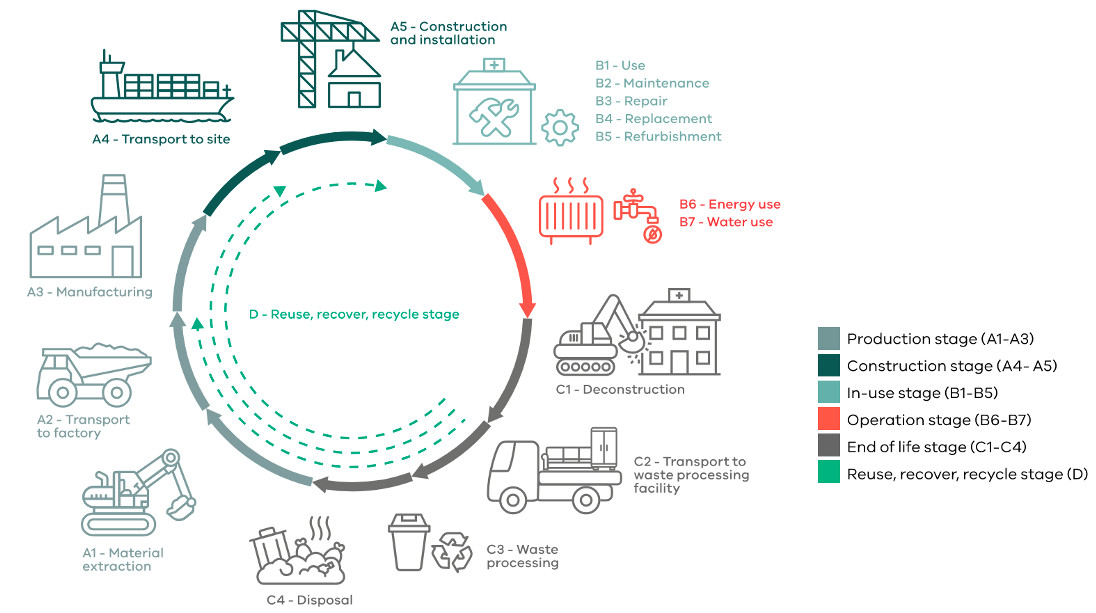 A5 - Construction
and installation
B1 - Use
B2 - Maintenance
B3 - Repair
B4 - Replacement
B5 - Refurbishment
A4 - Transport to site
B6 - Energy use
B7 - Water use
A3 - Manufacturing
D - Reuse, recover, recycle stage
C1 - Deconstruction
A2 - Transport
to factory
C2 - Transport to
waste processing
facility
A1 - Material
extraction
C3 - Waste
processing
C4 - Disposal
Production stage (A1-A3)
Construction stage (A4- A5)
In-use stage (B1-B5)
Operation stage (B6-B7)
End of life stage (C1-C4)
Reuse, recover, recycle stage (D)